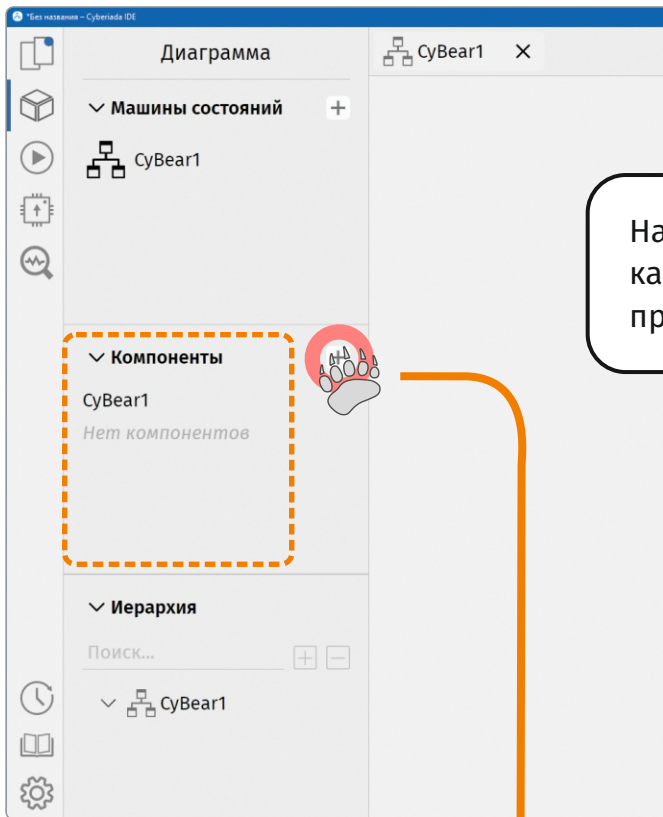 *Без названия – Cyberiada IDE
Диаграмма
CyBear1
Машины состояний
CyBear1
Компоненты
CyBear1
Нет компонентов
Иерархия
Поиск...
CyBear1